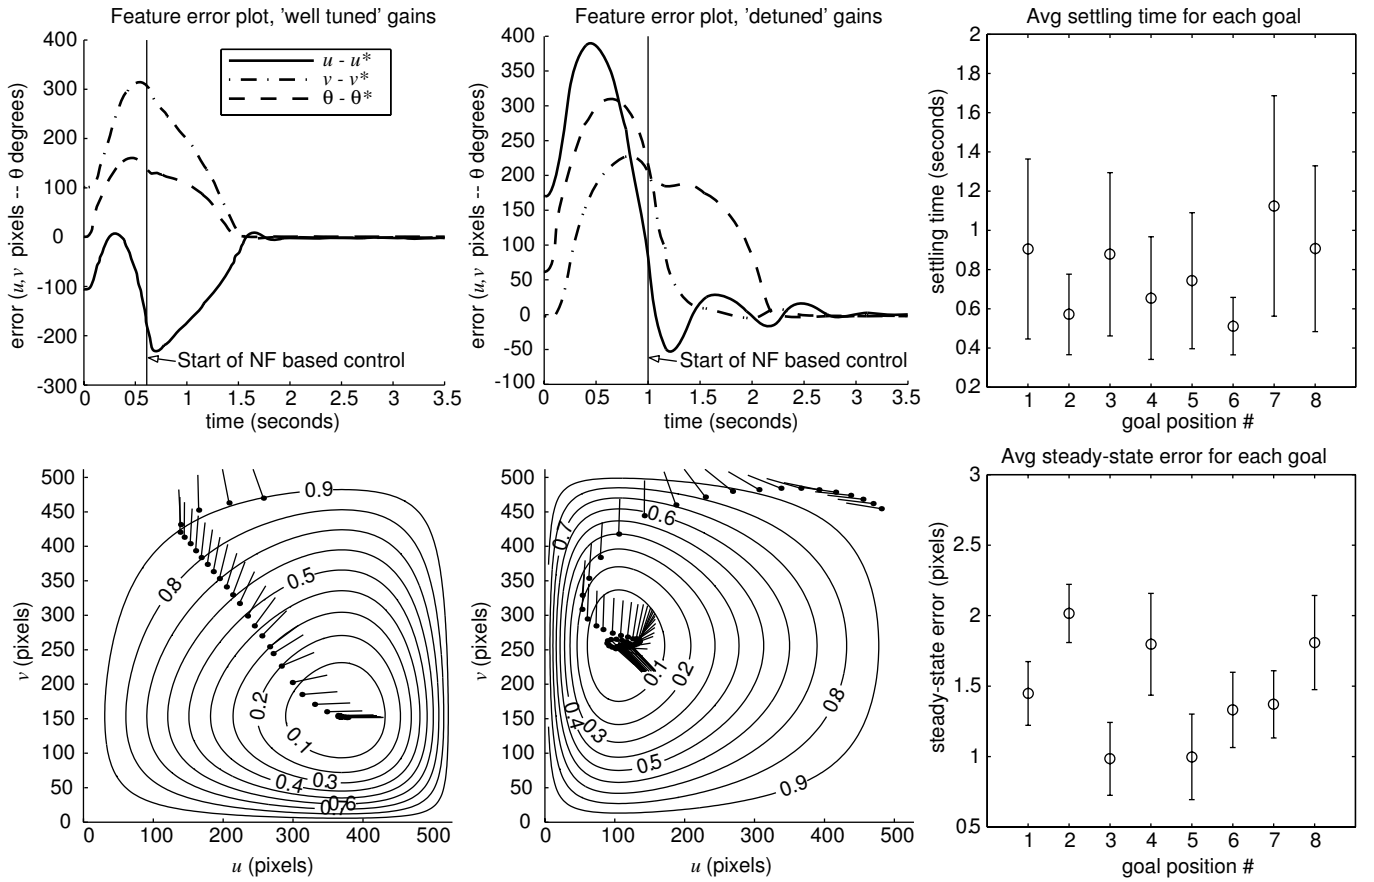 Feature error plot, 'well tuned' gains
400
300
200
100
0
-100
-200
-300
error (u,v pixels -- θ degrees)
u - u*
v - v*
θ - θ*
Start of NF based control
0 0.5 1 1.5 2 2.5 3 3.5
time (seconds)
Feature error plot, 'detuned' gains
400
350
300
250
200
150
100
50
0
-50
-100
error (u,v pixels -- θ degrees)
Start of NF based control
0 0.5 1 1.5 2 2.5 3 3.5
time (seconds)
Avg settling time for each goal
2
1.8
1.6
1.4
1.2
1
0.8
0.6
0.4
0.2
settling time (seconds)
1 2 3 4 5 6 7 8
goal position #
500
450
400
350
300
250
200
150
100
50
0
v (pixels)
0.9
0.8
0.5
0.2
0.1
0.4
0.3
0.7
0.6
0 100 200 300 400 500
u (pixels)
500
450
400
350
300
250
200
150
100
50
0
v (pixels)
0.7
0.6
0.1
0.2
0.8
0.4
0.3
0.5
0.9
0 100 200 300 400 500
u (pixels)
Avg steady-state error for each goal
3
2.5
2
1.5
1
0.5
steady-state error (pixels)
1 2 3 4 5 6 7 8
goal position #